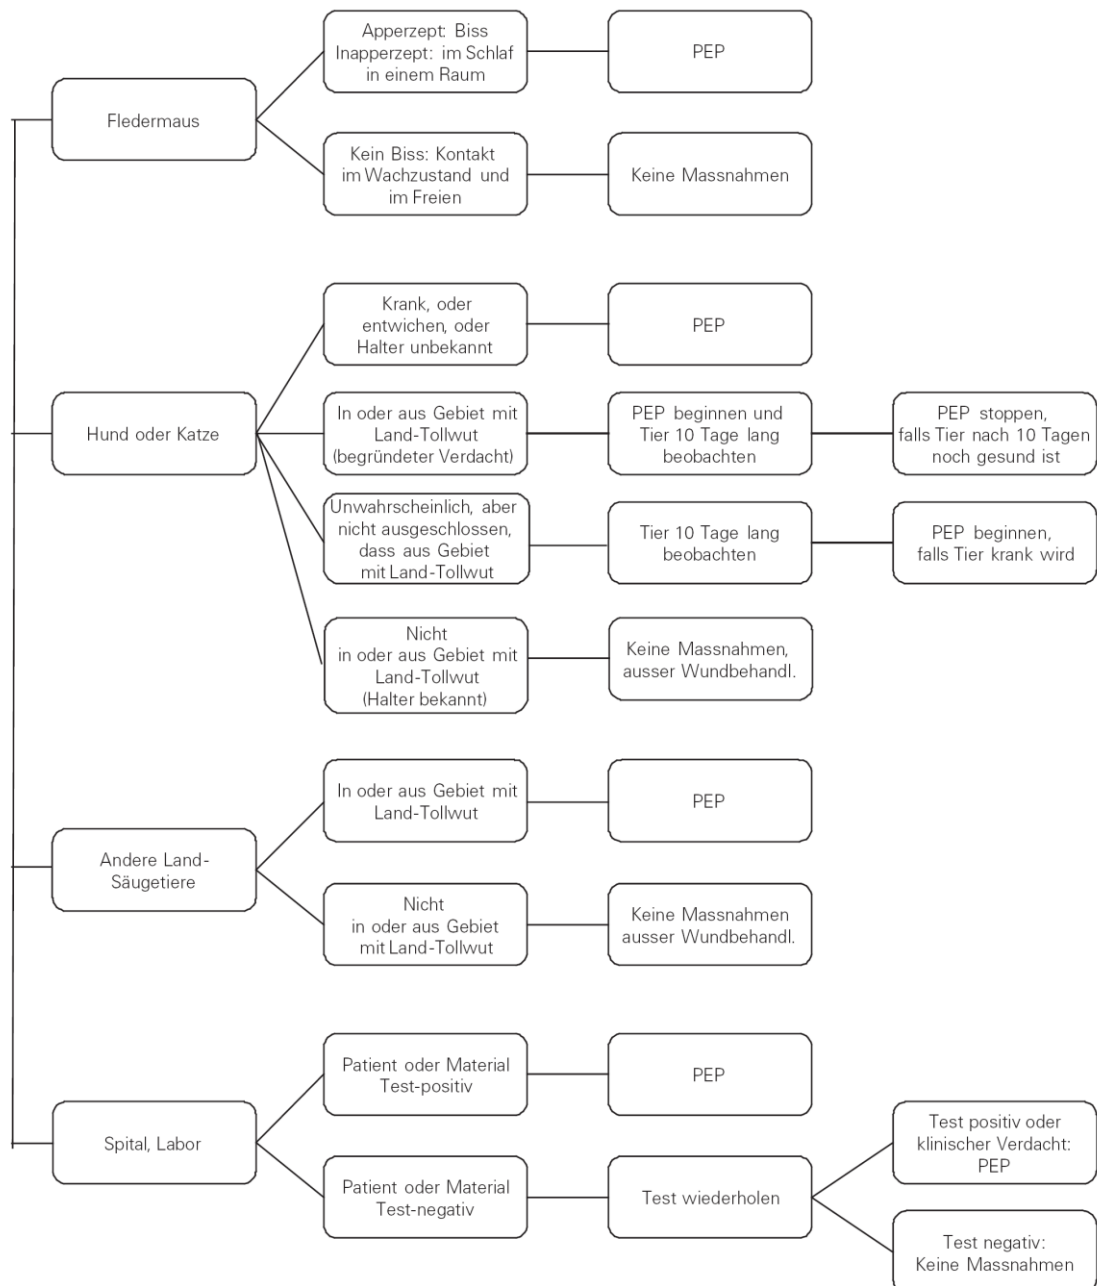 Apperzept: Biss
Inapperzept: im Schlaf
in einem Raum
PEP
Fledermaus
Kein Biss: Kontakt
im Wachzustand und
im Freien
Keine Massnahmen
Krank, oder
entwichen, oder
Halter unbekannt
PEP
Hund oder Katze
In oder aus Gebiet mit
Land-Tollwut
(begründeter Verdacht)
PEP beginnen und
Tier 10 Tage lang
beobachten
PEP stoppen,
falls Tier nach 10 Tagen
noch gesund ist
Unwahrscheinlich, aber
nicht ausgeschlossen,
dass aus Gebiet
mit Land-Tollwut
Tier 10 Tage lang
beobachten
PEP beginnen,
falls Tier krank wird
Nicht
in oder aus Gebiet mit
Land-Tollwut
(Halter bekannt)
Keine Massnahmen,
ausser Wundbehandl.
In oder aus Gebiet mit
Land-Tollwut
PEP
Andere Land-
Säugetiere
Nicht
in oder aus Gebiet
mit Land-Tollwut
Keine Massnahmen
ausser Wundbehandl.
Patient oder Material
Test-positiv
PEP
Spital, Labor
Patient oder Material
Test-negativ
Test wiederholen
Test positiv oder
klinischer Verdacht:
PEP
Test negativ:
Keine Massnahmen